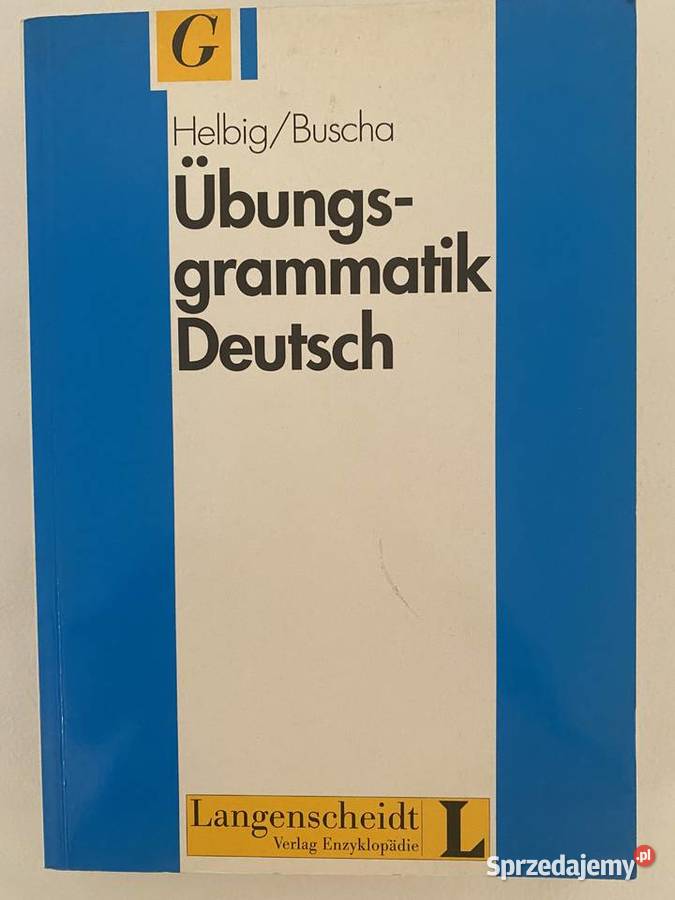 G
Helbig/Buscha
Übungs-
grammatik
Deutsch
Langenscheidt L
Verlag Enzyklopädie
Sprzedajemy.pl